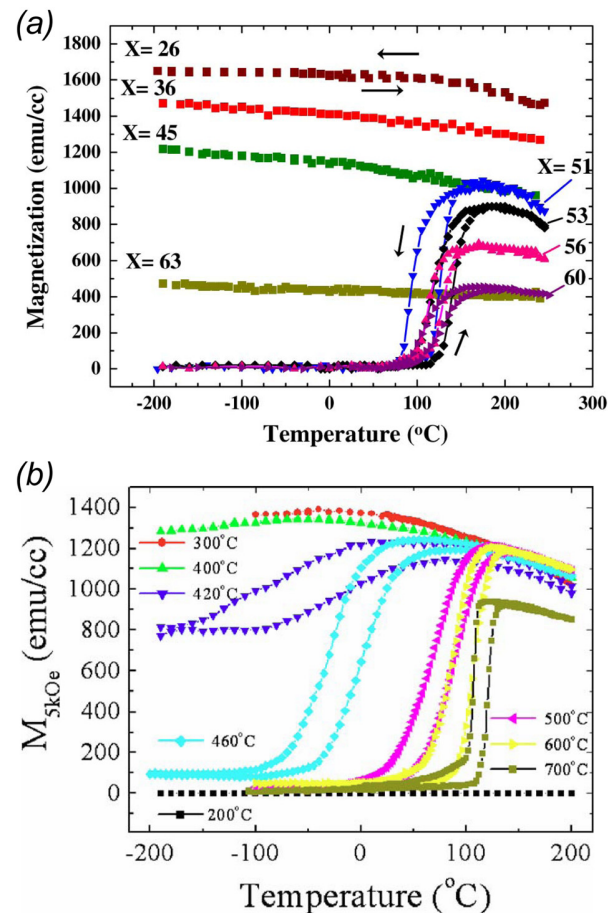 (a)
1800
1600
1400
1200
1000
800
600
400
200
0
X= 26
X= 36
X= 45
X= 51
53
56
60
X= 63
Magnetization (emu/cc)
-200 -100 0 100 200 300
Temperature (°C)
(b)
1400
1200
1000
800
600
400
200
0
300°C
400°C
420°C
460°C
500°C
600°C
700°C
200°C
M5kOe (emu/cc)
-200 -100 0 100 200
Temperature (°C)